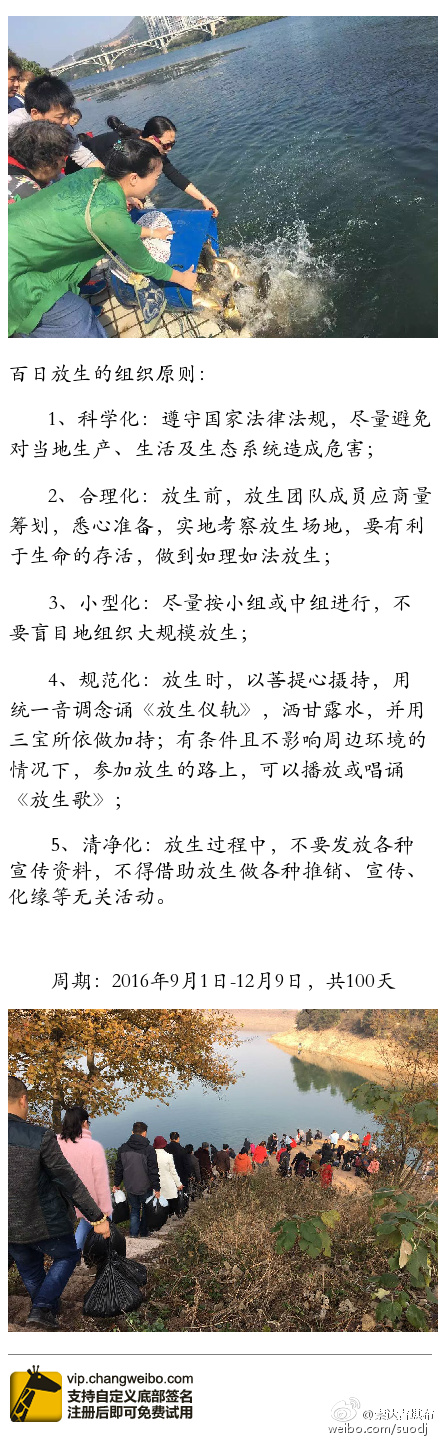 百日放生的组织原则：
1、科学化：遵守国家法律法规，尽量避免
对当地生产、生活及生态系统造成危害；
2、合理化：放生前，放生团队成员应商量
筹划，悉心准备，实地考察放生场地，要有利
于生命的存活，做到如理如法放生；
3、小型化：尽量按小组或中组进行，不
要盲目地组织大规模放生；
4、规范化：放生时，以菩提心摄持，用
统一音调念诵《放生仪轨》，洒甘露水，并用
三宝所依做加持；有条件且不影响周边环境的
情况下，参加放生的路上，可以播放或唱诵
《放生歌》；
5、清净化：放生过程中，不要发放各种
宣传资料，不得借助放生做各种推销、宣传、
化缘等无关活动。
周期：2016年9月1日-12月9日，共100天
vip.changweibo.com
支持自定义底部签名
注册后即可免费试用
@索达吉堪布
weibo.com/suodj